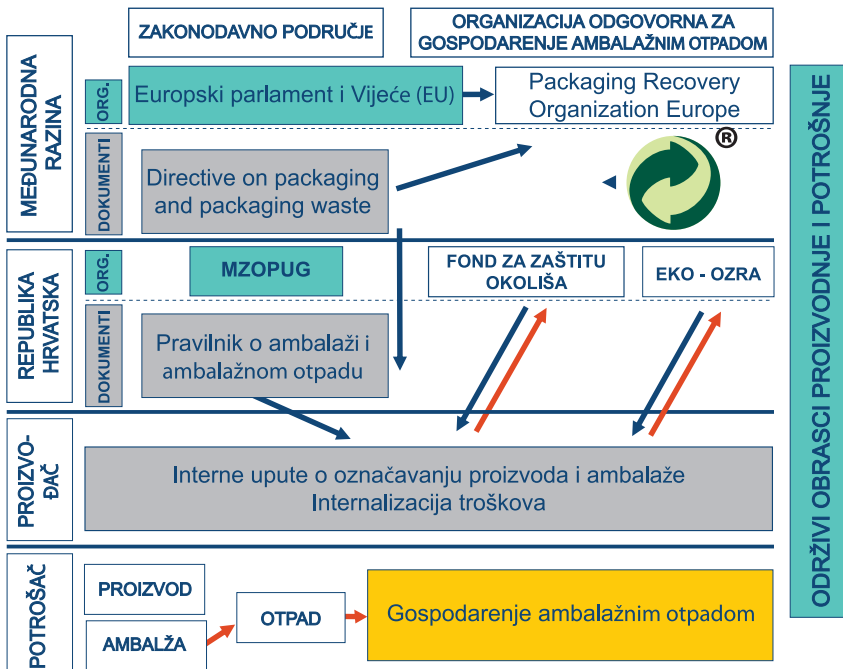 ZAKONODAVNO PODRUČJE
ORGANIZACIJA ODGOVORNA ZA
GOSPODARENJE AMBALAŽNIM OTPADOM
MEĐUNARODNA
RAZINA
ORG.
Europski parlament i Vijeće (EU)
Packaging Recovery
Organization Europe
DOKUMENTI
Directive on packaging
and packaging waste
®
REPUBLIKA
HRVATSKA
ORG.
MZOPUG
FOND ZA ZAŠTITU
OKOLIŠA
EKO - OZRA
DOKUMENTI
Pravilnik o ambalaži i
ambalažnom otpadu
PROIZVO-
ĐAČ
Interne upute o označavanju proizvoda i ambalaže
Internalizacija troškova
POTROŠAČ
PROIZVOD
AMBALŽA
OTPAD
Gospodarenje ambalažnim otpadom
ODRŽIVI OBRASCI PROIZVODNJE I POTROŠNJE